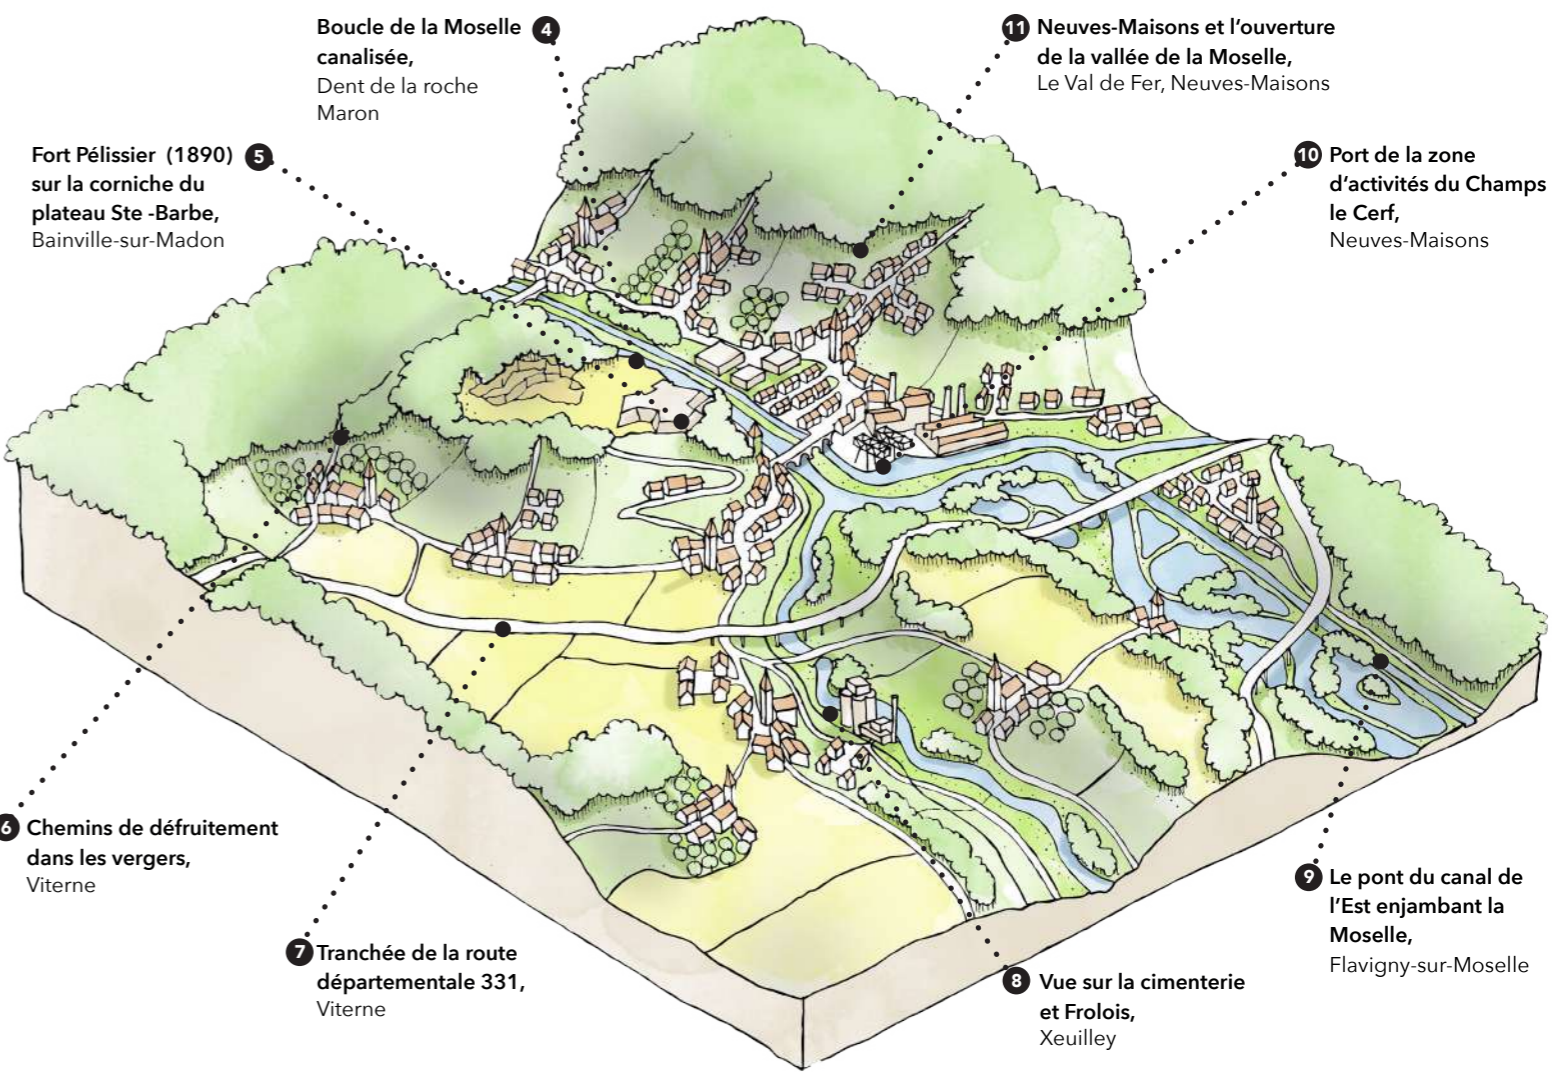 4
Boucle de la Moselle
canalisée,
Dent de la roche
Maron
11
Neuves-Maisons et l'ouverture
de la vallée de la Moselle,
Le Val de Fer, Neuves-Maisons
5
Fort Pélissier (1890)
sur la corniche du
plateau Ste -Barbe,
Bainville-sur-Madon
10
Port de la zone
d'activités du Champs
le Cerf,
Neuves-Maisons
6
Chemins de défruitement
dans les vergers,
Viterne
7
Tranchée de la route
départementale 331,
Viterne
8
Vue sur la cimenterie
et Frolois,
Xeuilley
9
Le pont du canal de
l'Est enjambant la
Moselle,
Flavigny-sur-Moselle